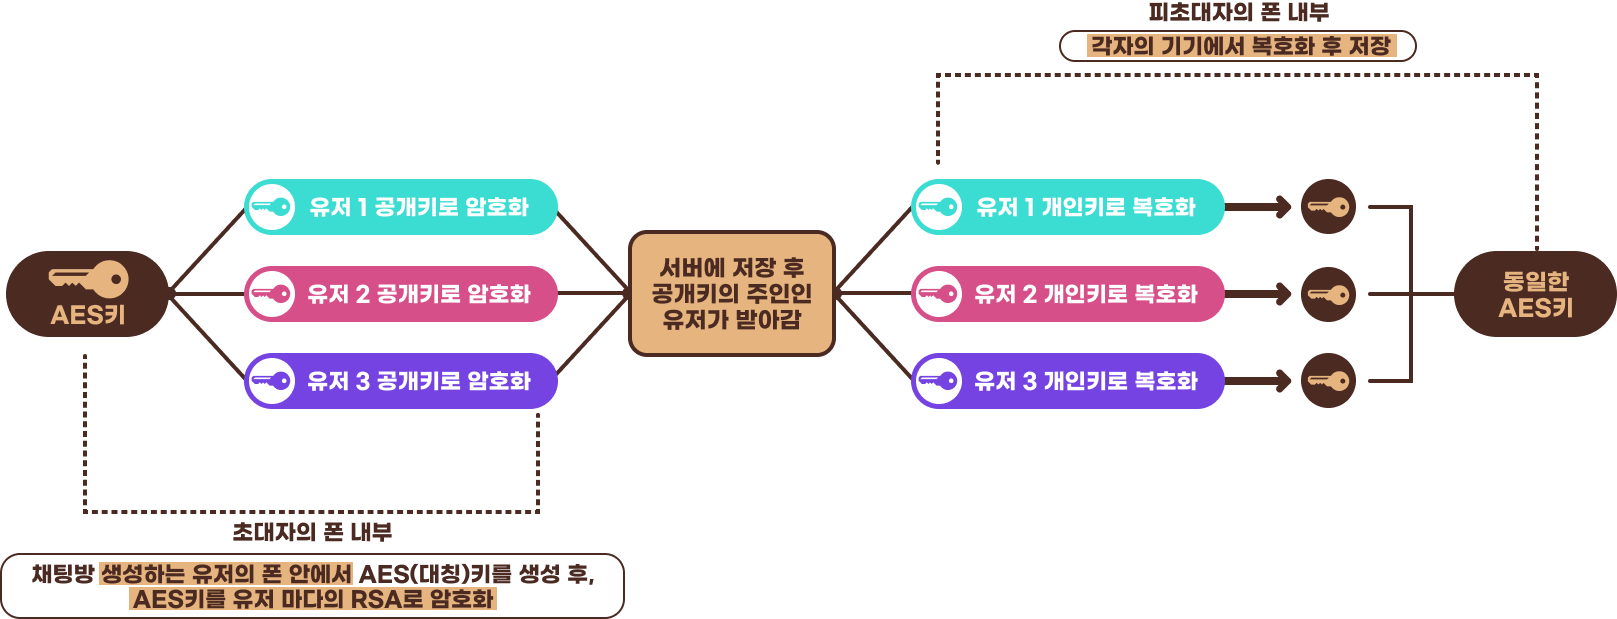 피초대자의 폰 내부
각자의 기기에서 복호화 후 저장
AES키
유저 1 공개키로 암호화
유저 2 공개키로 암호화
유저 3 공개키로 암호화
서버에 저장 후
공개키의 주인인
유저가 받아감
유저 1 개인키로 복호화
유저 2 개인키로 복호화
유저 3 개인키로 복호화
동일한
AES키
초대자의 폰 내부
채팅방 생성하는 유저의 폰 안에서 AES(대칭)키를 생성 후,
AES키를 유저 마다의 RSA로 암호화